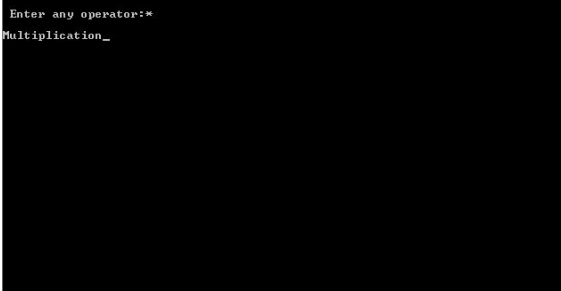 Enter any operator:*
Multiplication_